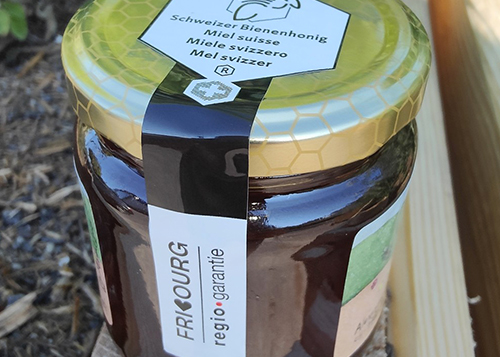 Schweizer Bienenhonig
Miel suisse
Miele svizzero
Mel svizzer
®
FRIBOURG
regio•garantie